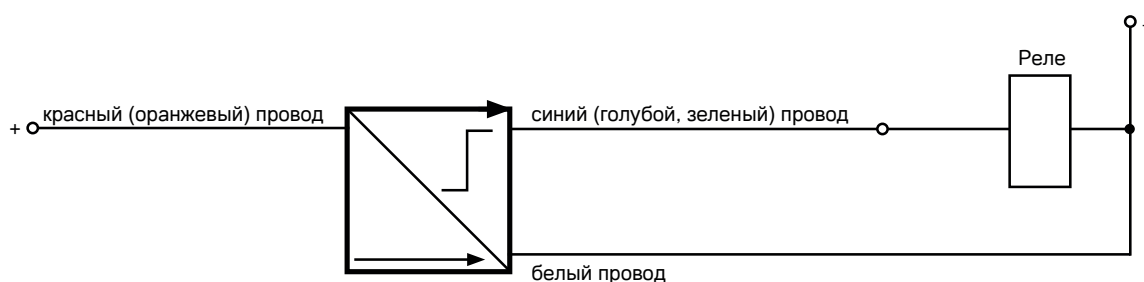 -
Реле
красный (оранжевый) провод
синий (голубой, зеленый) провод
+
белый провод